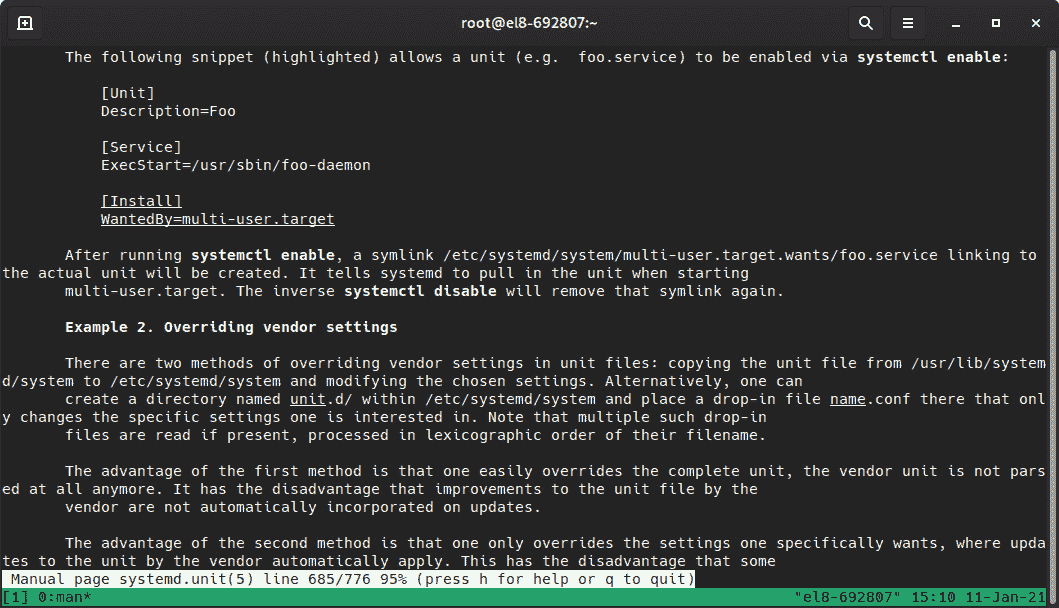 root@el8-692807:~
The following snippet (highlighted) allows a unit (e.g.  foo.service) to be enabled via systemctl enable:
[Unit]
Description=Foo
[Service]
ExecStart=/usr/sbin/foo-daemon
[Install]
WantedBy=multi-user.target
After running systemctl enable, a symlink /etc/systemd/system/multi-user.target.wants/foo.service linking to
the actual unit will be created. It tells systemd to pull in the unit when starting
multi-user.target. The inverse systemctl disable will remove that symlink again.
Example 2. Overriding vendor settings
There are two methods of overriding vendor settings in unit files: copying the unit file from /usr/lib/system
d/system to /etc/systemd/system and modifying the chosen settings. Alternatively, one can
create a directory named unit.d/ within /etc/systemd/system and place a drop-in file name.conf there that onl
y changes the specific settings one is interested in. Note that multiple such drop-in
files are read if present, processed in lexicographic order of their filename.
The advantage of the first method is that one easily overrides the complete unit, the vendor unit is not pars
ed at all anymore. It has the disadvantage that improvements to the unit file by the
vendor are not automatically incorporated on updates.
The advantage of the second method is that one only overrides the settings one specifically wants, where upda
tes to the unit by the vendor automatically apply. This has the disadvantage that some
Manual page systemd.unit(5) line 685/776 95% (press h for help or q to quit)
[1] 0:man* "el8-692807" 15:10 11-Jan-21